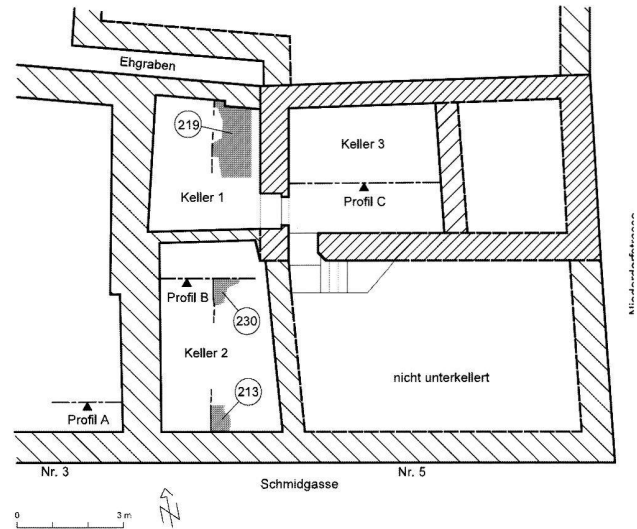 Ehgraben
219
Keller 3
Keller 1
Profil C
Niederdorfstrasse
Profil B
230
Keller 2
nicht unterkellert
213
Profil A
Nr. 3
Nr. 5
Schmidgasse
0 3 m
N